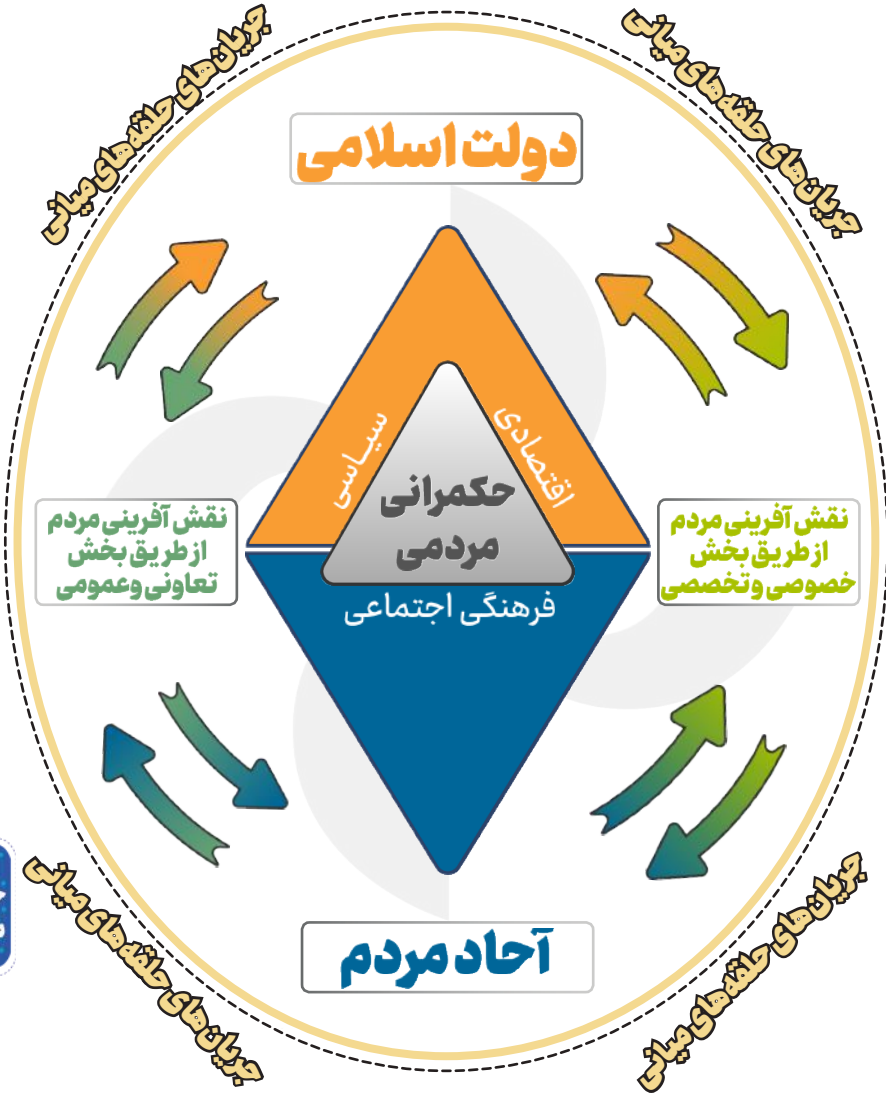 جریان‌های حلقه‌های میانی
جریان‌های حلقه‌های میانی
دولت اسلامی
سیاسی
اقتصادی
حکمرانی
مردمی
نقش آفرینی مردم
از طریق بخش
خصوصی و تخصصی
نقش آفرینی مردم
از طریق بخش
تعاونی و عمومی
فرهنگی اجتماعی
آحاد مردم
جریان‌های حلقه‌های میانی
جریان‌های حلقه‌های میانی